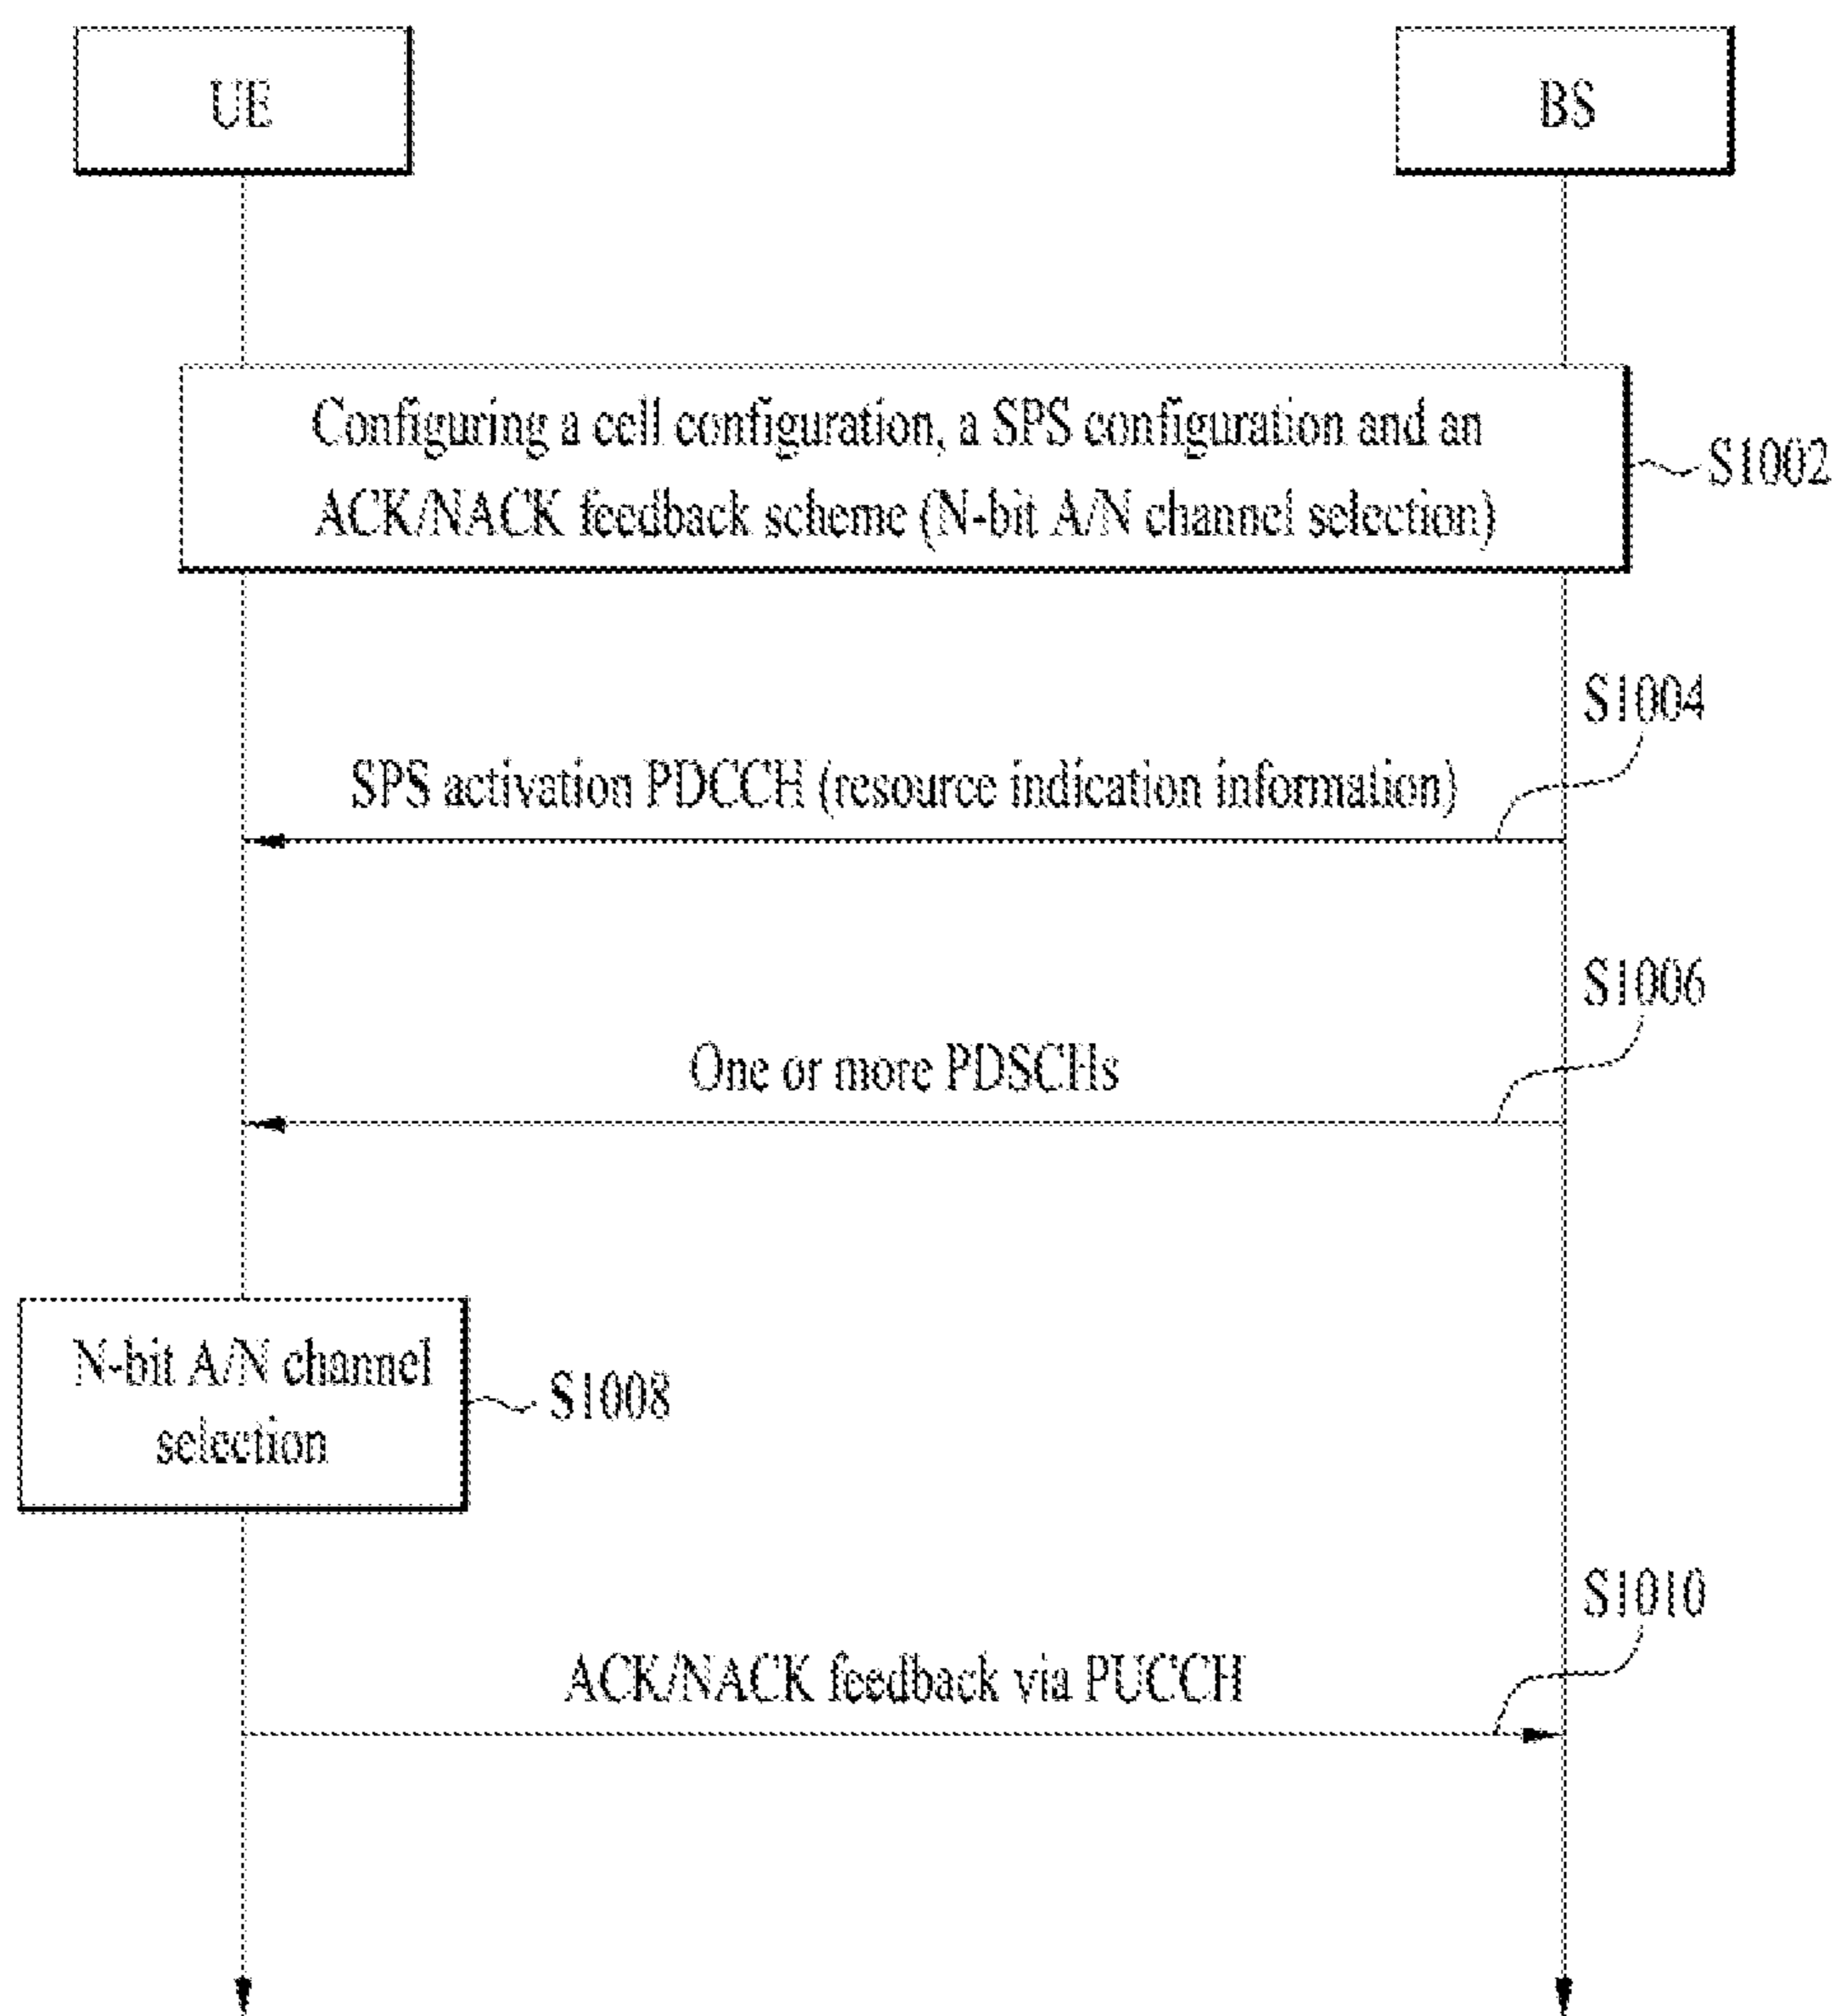 UE
BS
Configuring a cell configuration, a SPS configuration and an
ACK/NACK feedback scheme (N-bit A/N channel selection)
S1002
S1004
SPS activation PDCCH (resource indication information)
S1006
One or more PDSCHs
N-bit A/N channel
selection
S1008
S1010
ACK/NACK feedback via PUCCH